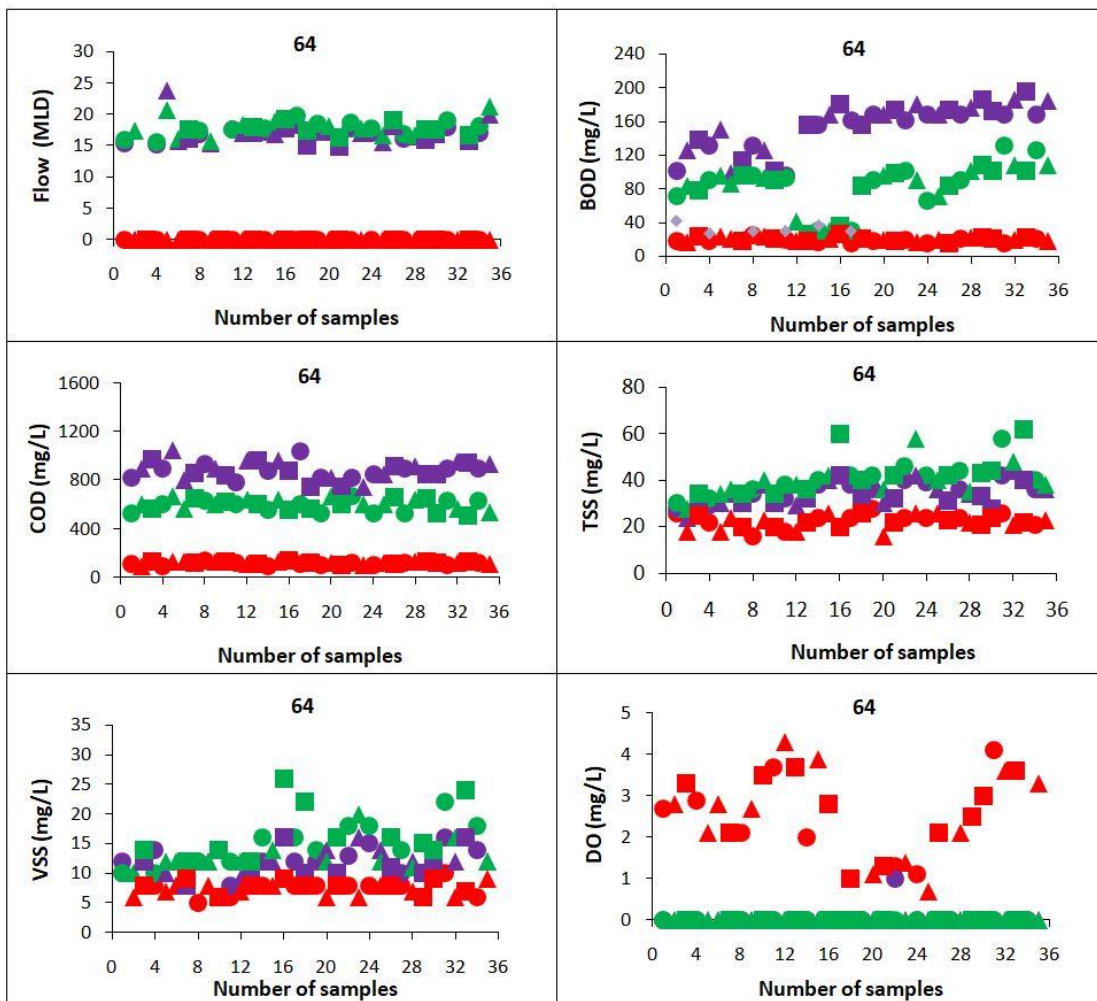 64
Flow (MLD)
30
25
20
15
10
5
0
0 4 8 12 16 20 24 28 32 36
Number of samples
64
BOD (mg/L)
240
200
160
120
80
40
0
0 4 8 12 16 20 24 28 32 36
Number of samples
64
COD (mg/L)
1600
1200
800
400
0
0 4 8 12 16 20 24 28 32 36
Number of samples
64
TSS (mg/L)
80
60
40
20
0
0 4 8 12 16 20 24 28 32 36
Number of samples
64
VSS (mg/L)
35
30
25
20
15
10
5
0
0 4 8 12 16 20 24 28 32 36
Number of samples
64
DO (mg/L)
5
4
3
2
1
0
0 4 8 12 16 20 24 28 32 36
Number of samples